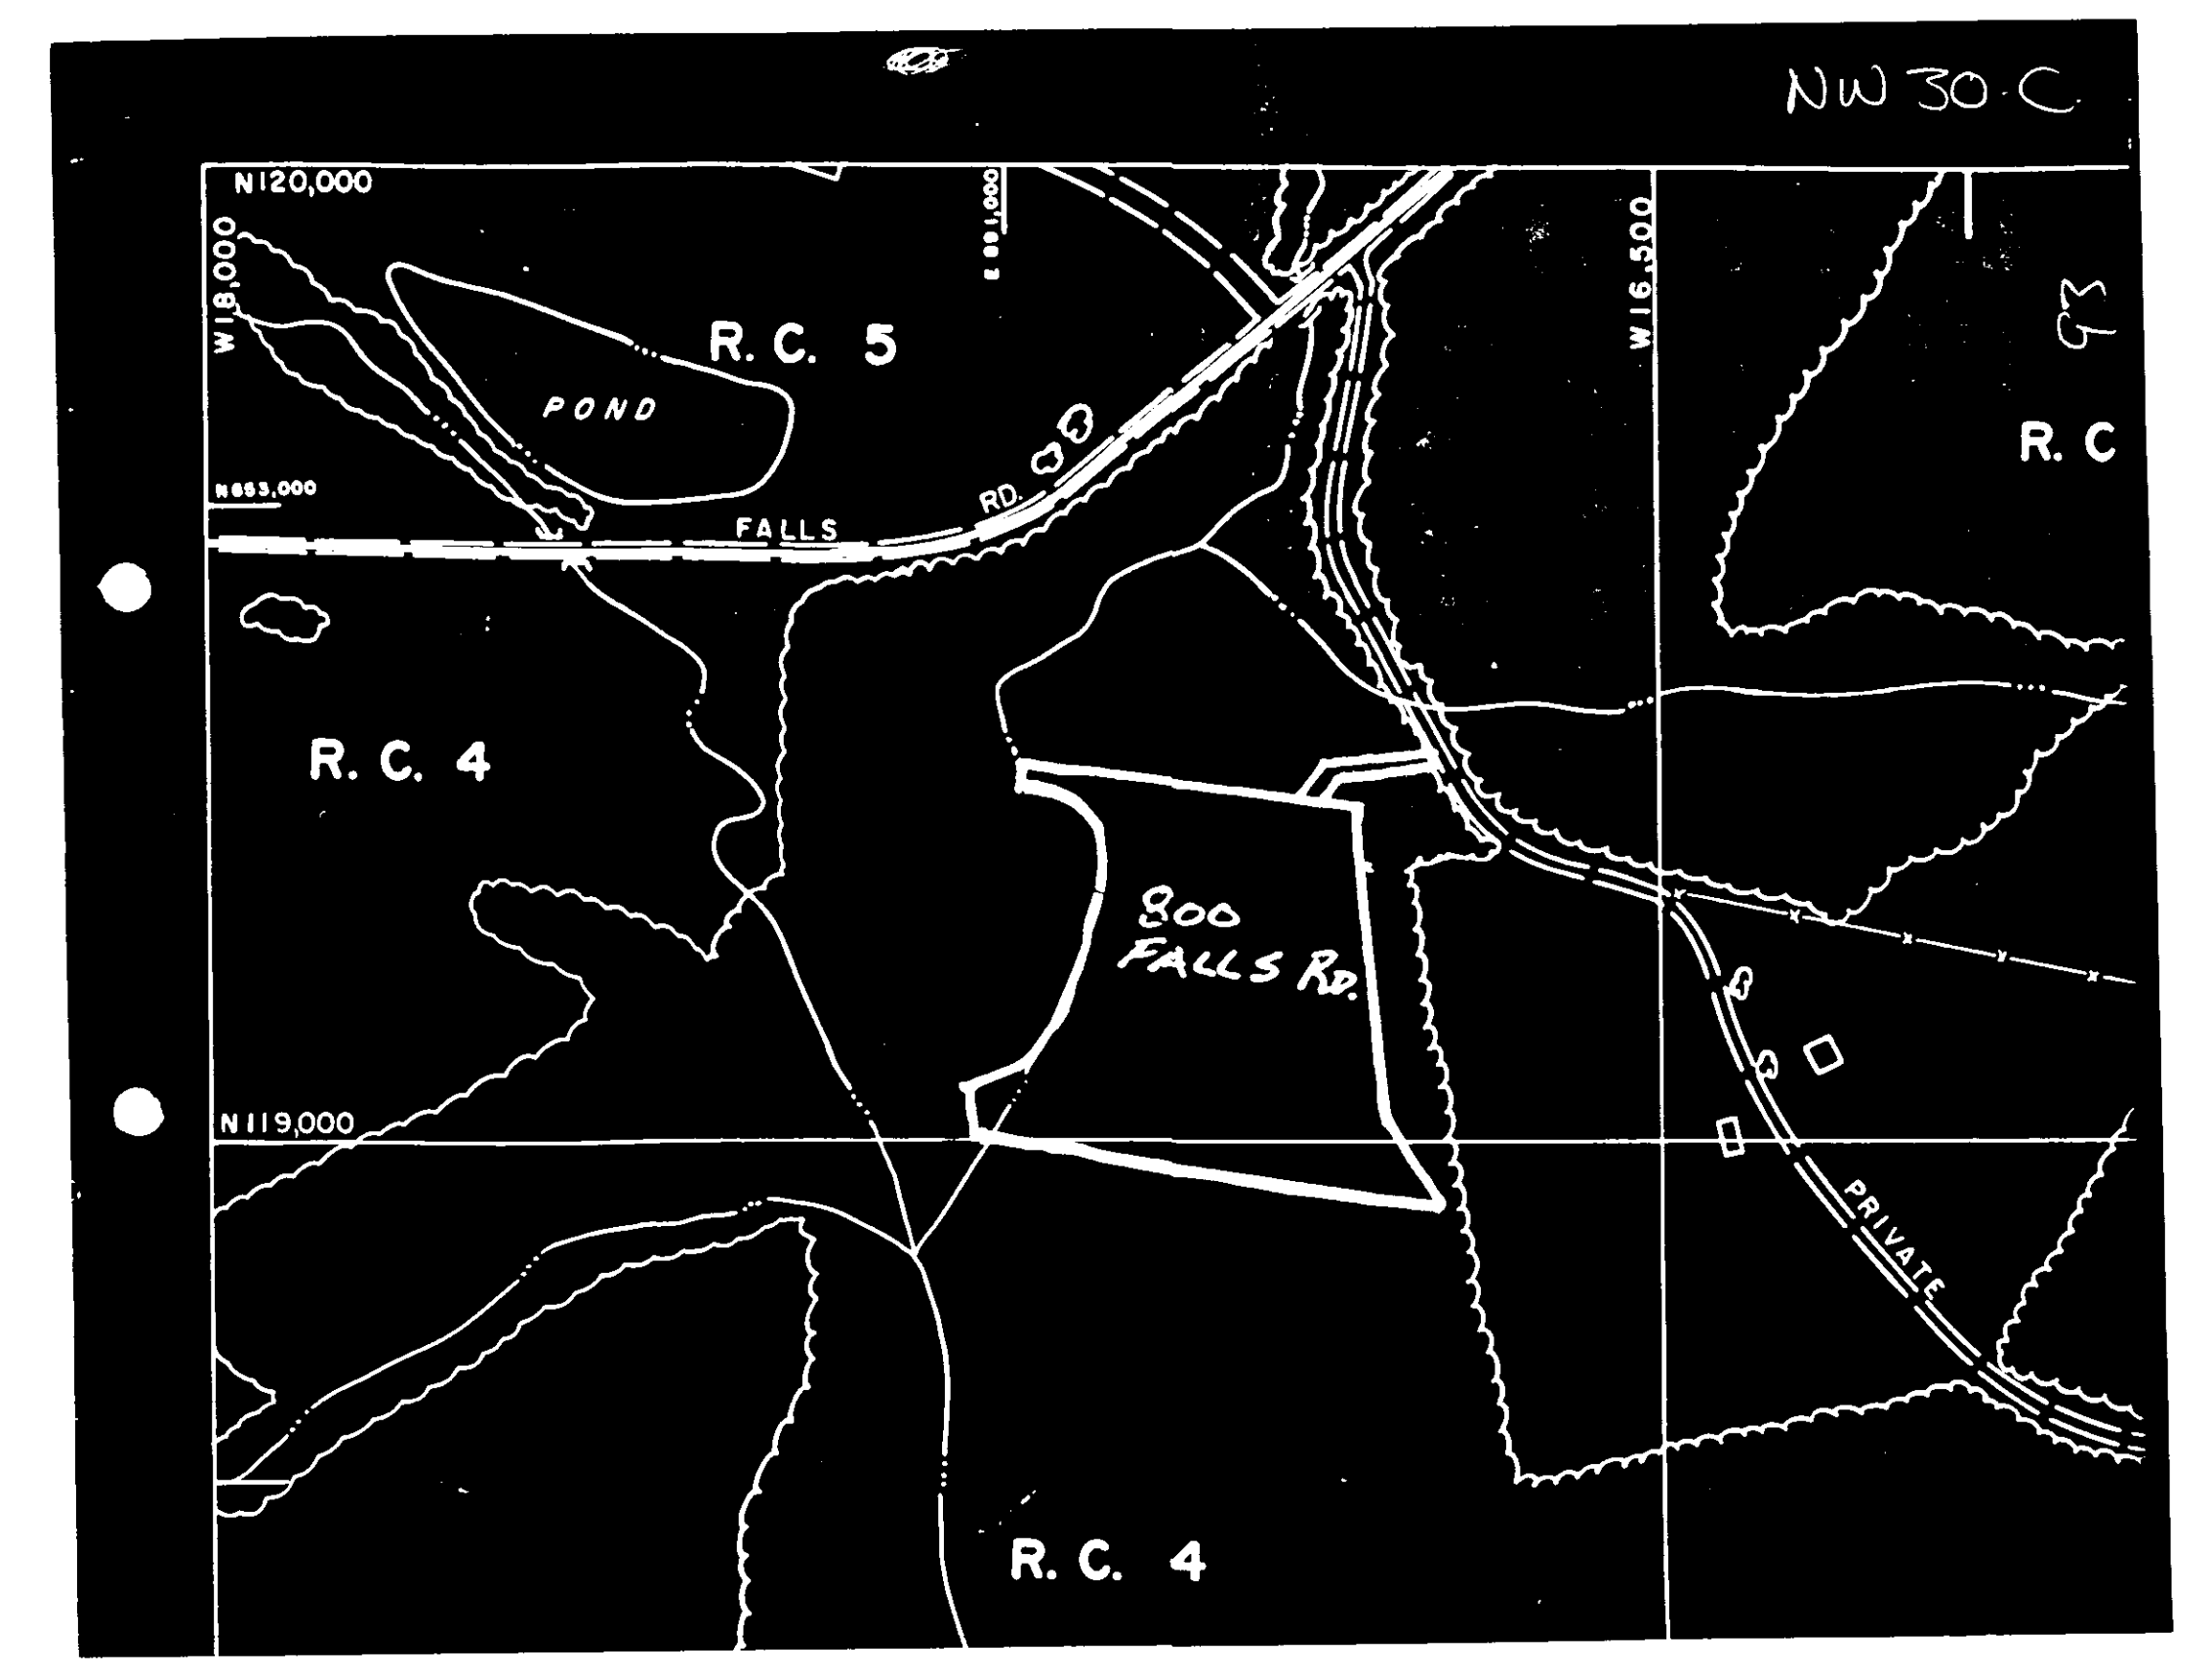 NW 30-C
N120,000
E 881,000
W18,000
W16,500
R. C. 5
POND
R. C
N653,000
FALLS RD.
R. C. 4
800
FALLS RD.
N119,000
PRIVATE
R. C. 4